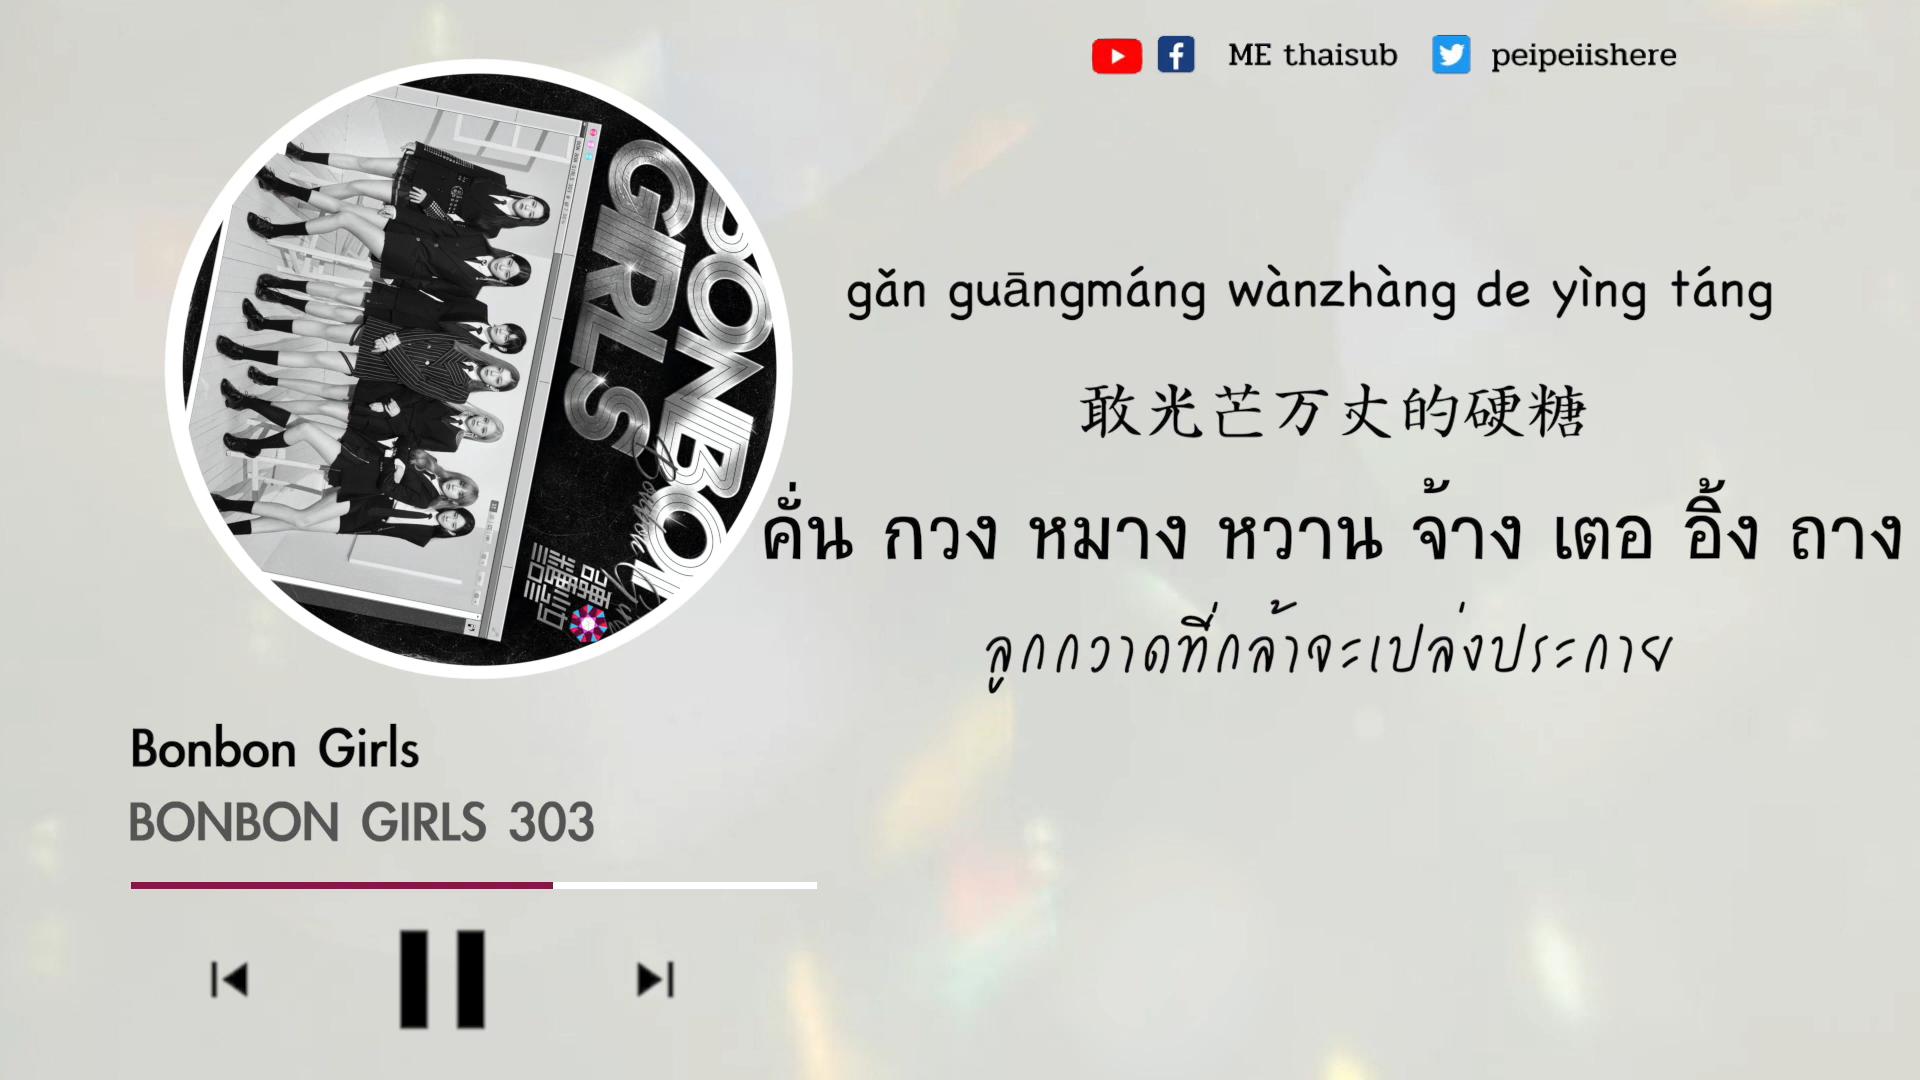 ME thaisub peipeiishere
BONBON
GIRLS
gǎn guāngmáng wànzhàng de yìng táng
敢光芒万丈的硬糖
คั่น กวง หมาง หวาน จ้าง เตอ อิ้ง ถาง
ลูกกวาดที่กล้าจะเปล่งประกาย
Bonbon Girls
BONBON GIRLS 303